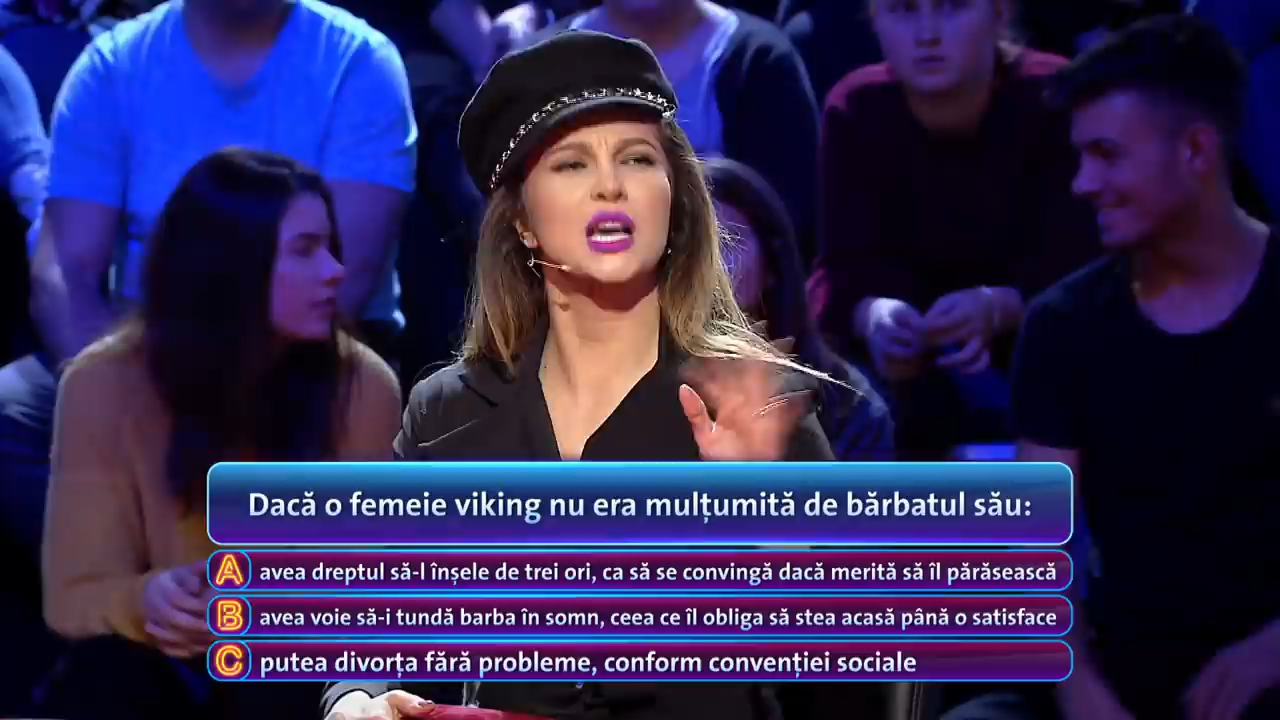 Dacă o femeie viking nu era mulțumită de bărbatul său:
A avea dreptul să-l înșele de trei ori, ca să se convingă dacă merită să îl părăsească
B avea voie să-i tundă barba în somn, ceea ce îl obliga să stea acasă până o satisface
C putea divorța fără probleme, conform convenției sociale